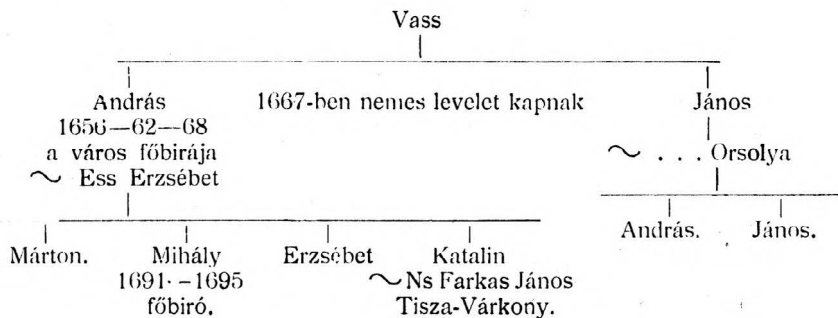 Vass
András 1667-ben nemes levelet kapnak János
1656—62—68
a város főbirája
~ Ess Erzsébet
~ . . . Orsolya
András. János.
Márton. Mihály Erzsébet Katalin
1691·-1695 ~Ns Farkas János
főbiró. Tisza-Várkony.